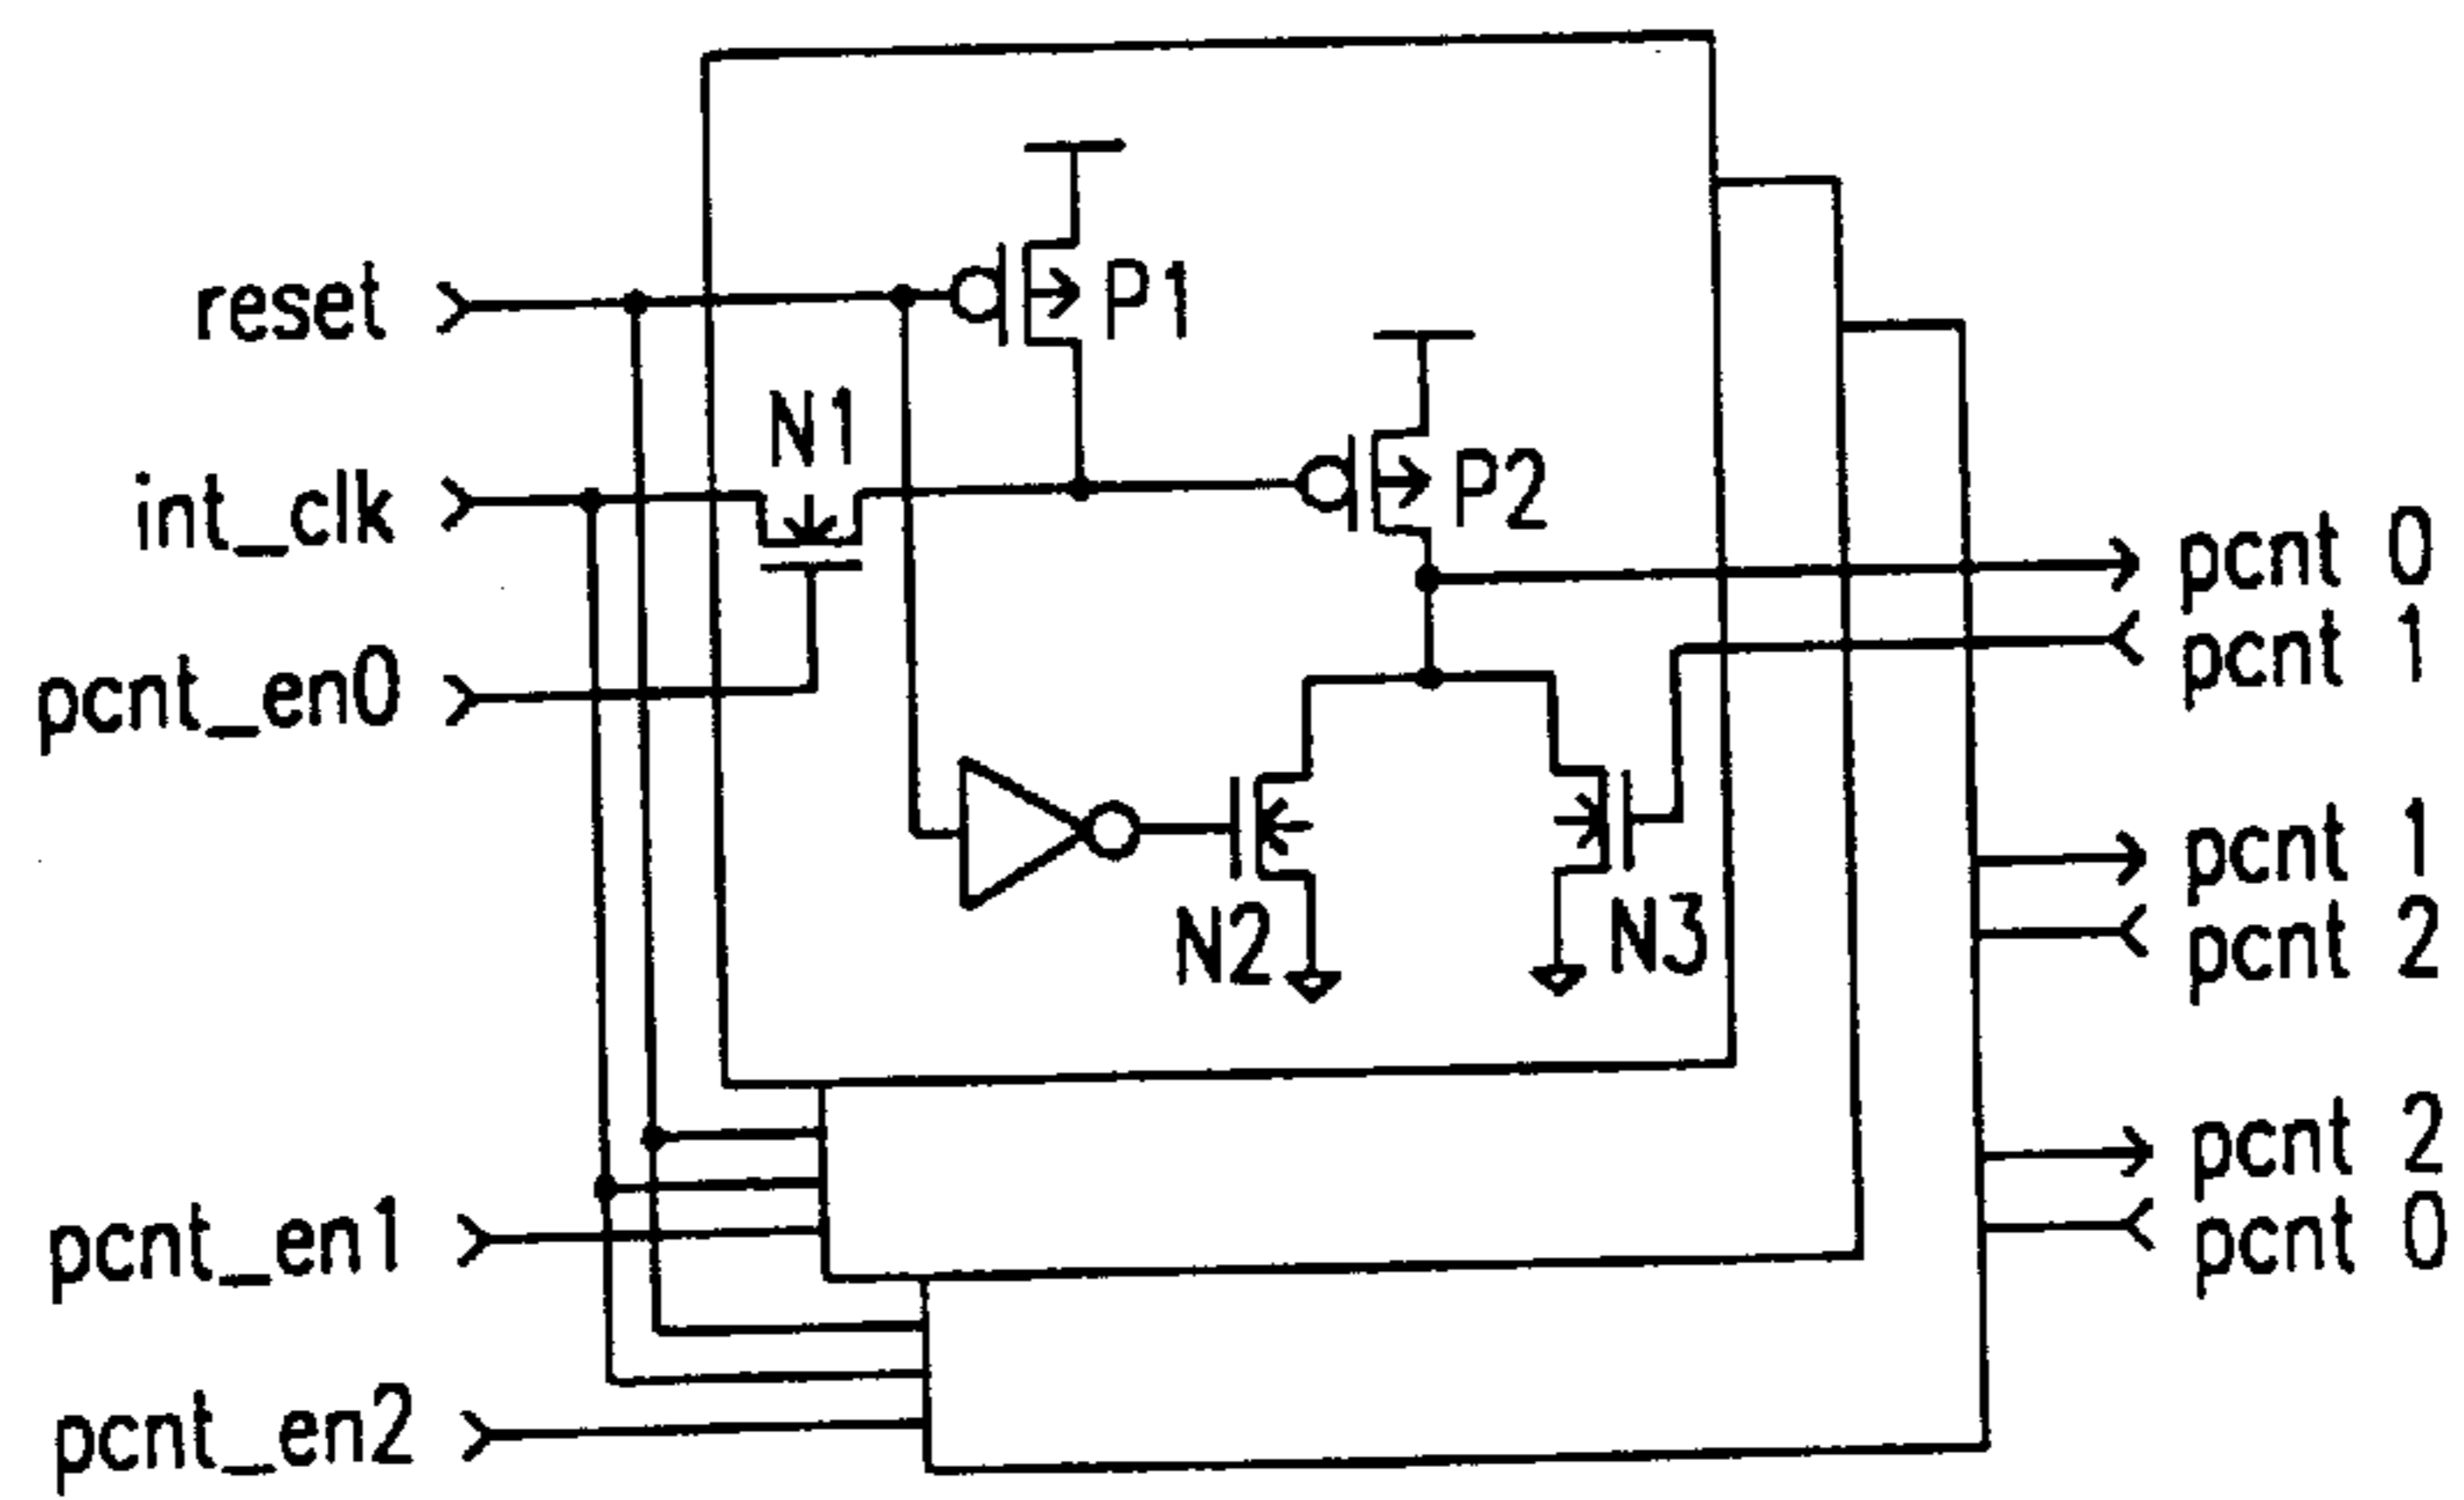 reset
P1
N1
int_clk
P2
pcnt 0
pcnt 1
pcnt_en0
pcnt 1
pcnt 2
N2
N3
pcnt 2
pcnt 0
pcnt_en1
pcnt_en2